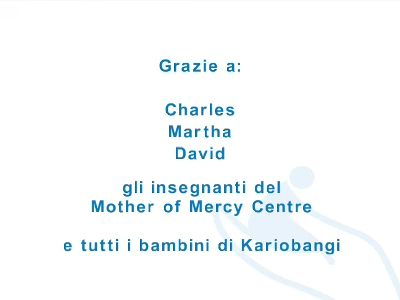 Grazie a:
Charles
Martha
David
gli insegnanti del
Mother of Mercy Centre
e tutti i bambini di Kariobangi